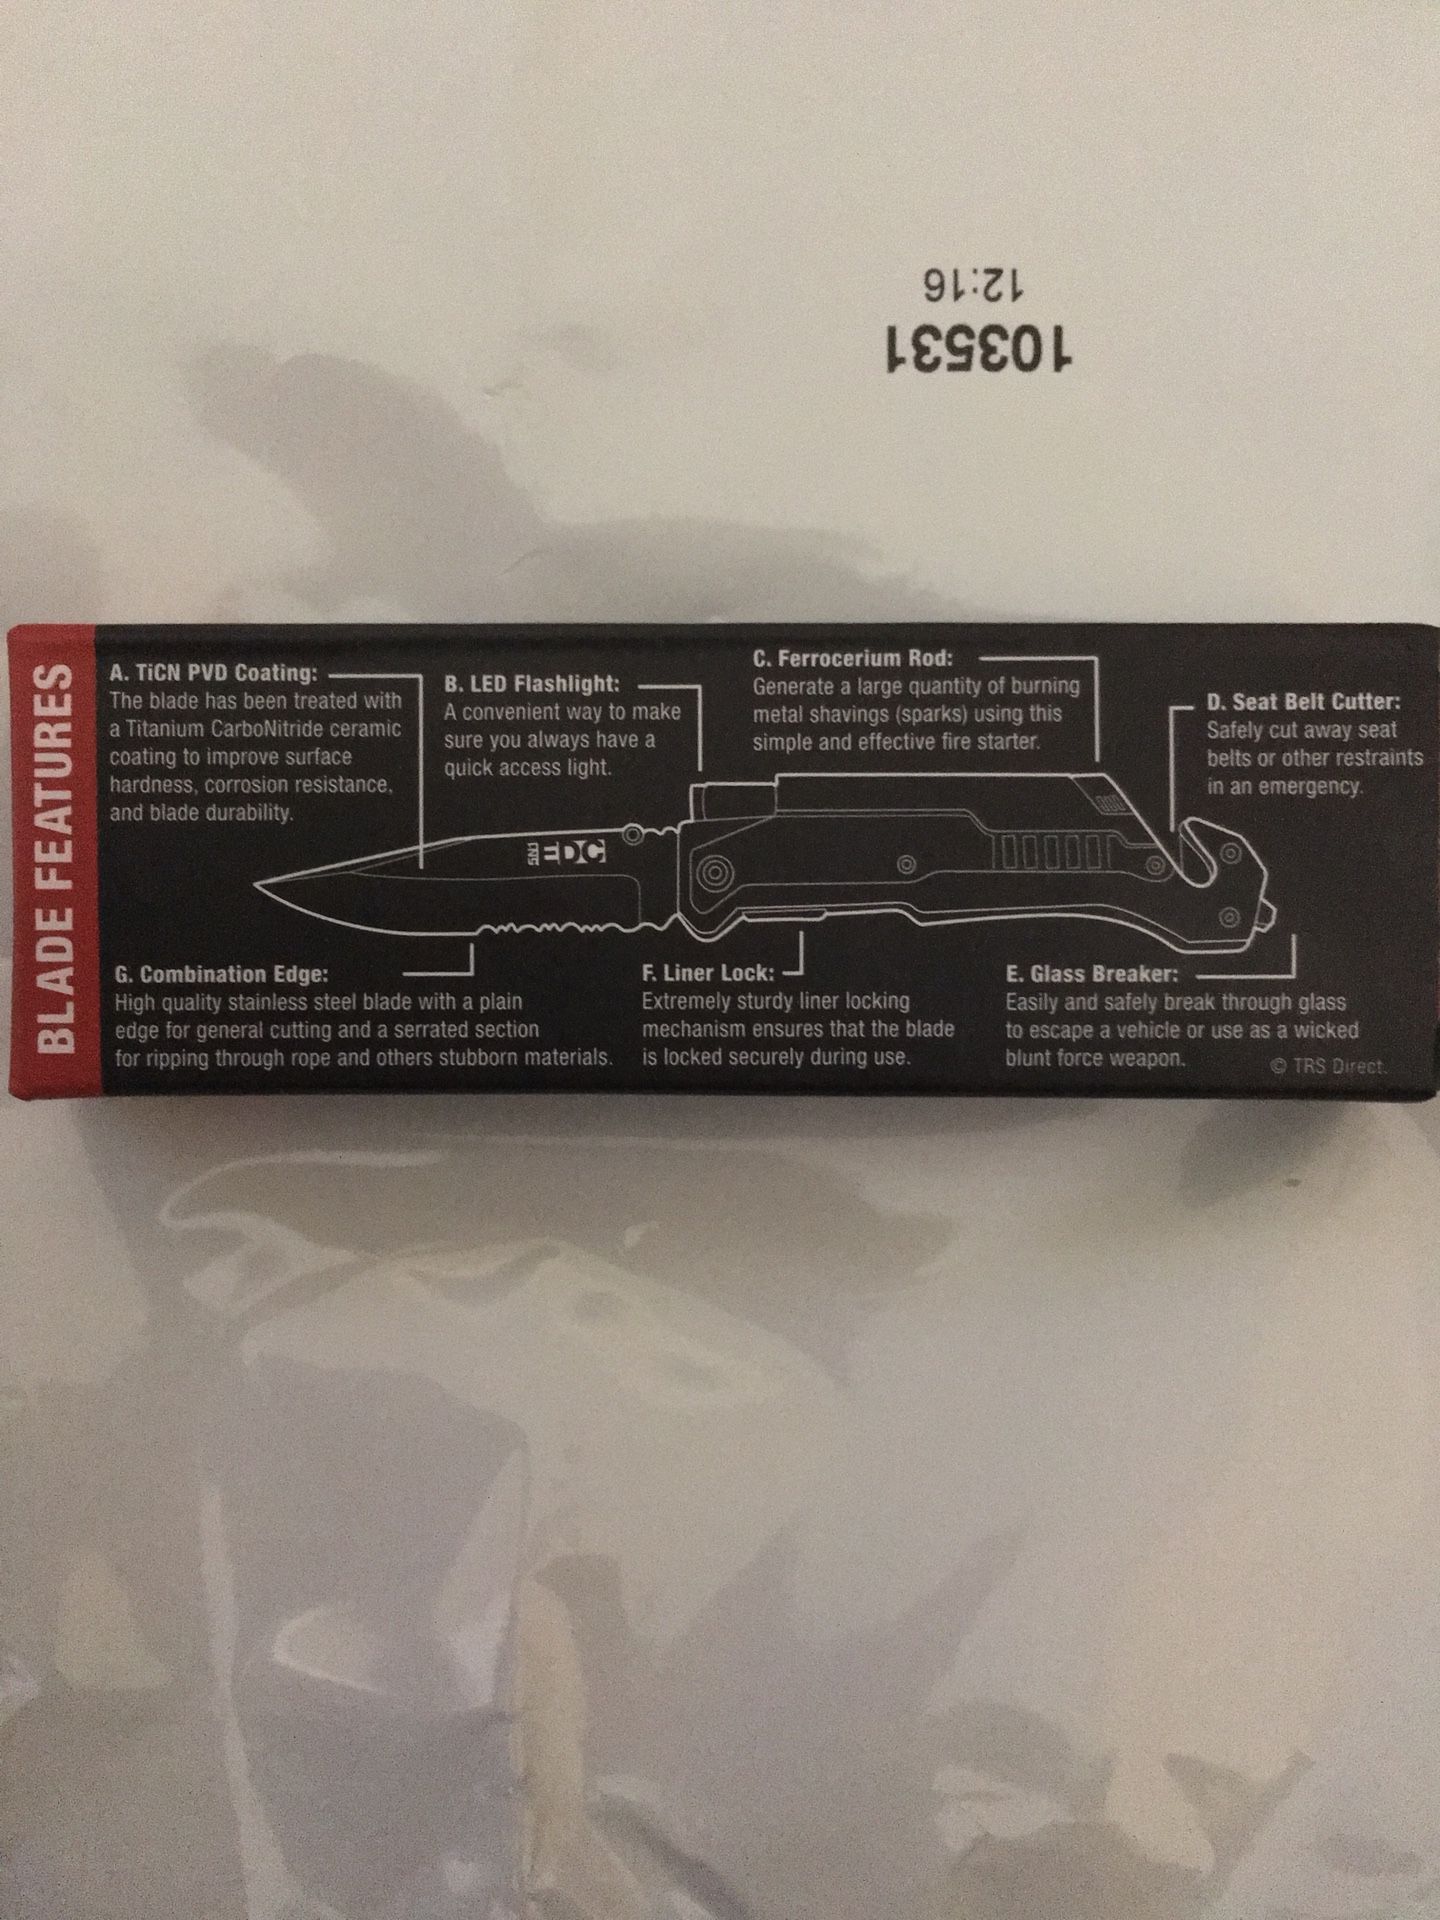 12:16
103531
BLADE FEATURES
A. TiCN PVD Coating:
The blade has been treated with
a Titanium CarboNitride ceramic
coating to improve surface
hardness, corrosion resistance,
and blade durability.
B. LED Flashlight:
A convenient way to make
sure you always have a
quick access light.
C. Ferrocerium Rod:
Generate a large quantity of burning
metal shavings (sparks) using this
simple and effective fire starter.
D. Seat Belt Cutter:
Safely cut away seat
belts or other restraints
in an emergency.
EDC
G. Combination Edge:
High quality stainless steel blade with a plain
edge for general cutting and a serrated section
for ripping through rope and others stubborn materials.
F. Liner Lock:
Extremely sturdy liner locking
mechanism ensures that the blade
is locked securely during use.
E. Glass Breaker:
Easily and safely break through glass
to escape a vehicle or use as a wicked
blunt force weapon.
© TRS Direct.